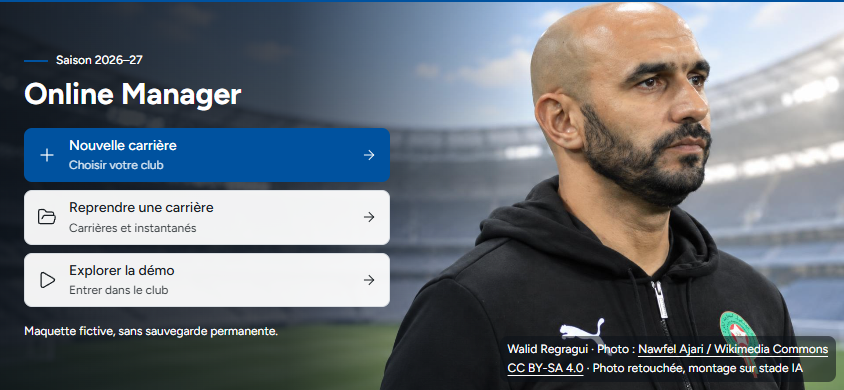 Saison 2026–27
Online Manager
Nouvelle carrière
Choisir votre club
Reprendre une carrière
Carrières et instantanés
Explorer la démo
Entrer dans le club
Maquette fictive, sans sauvegarde permanente.
Walid Regragui · Photo : Nawfel Ajari / Wikimedia Commons
CC BY-SA 4.0 · Photo retouchée, montage sur stade IA